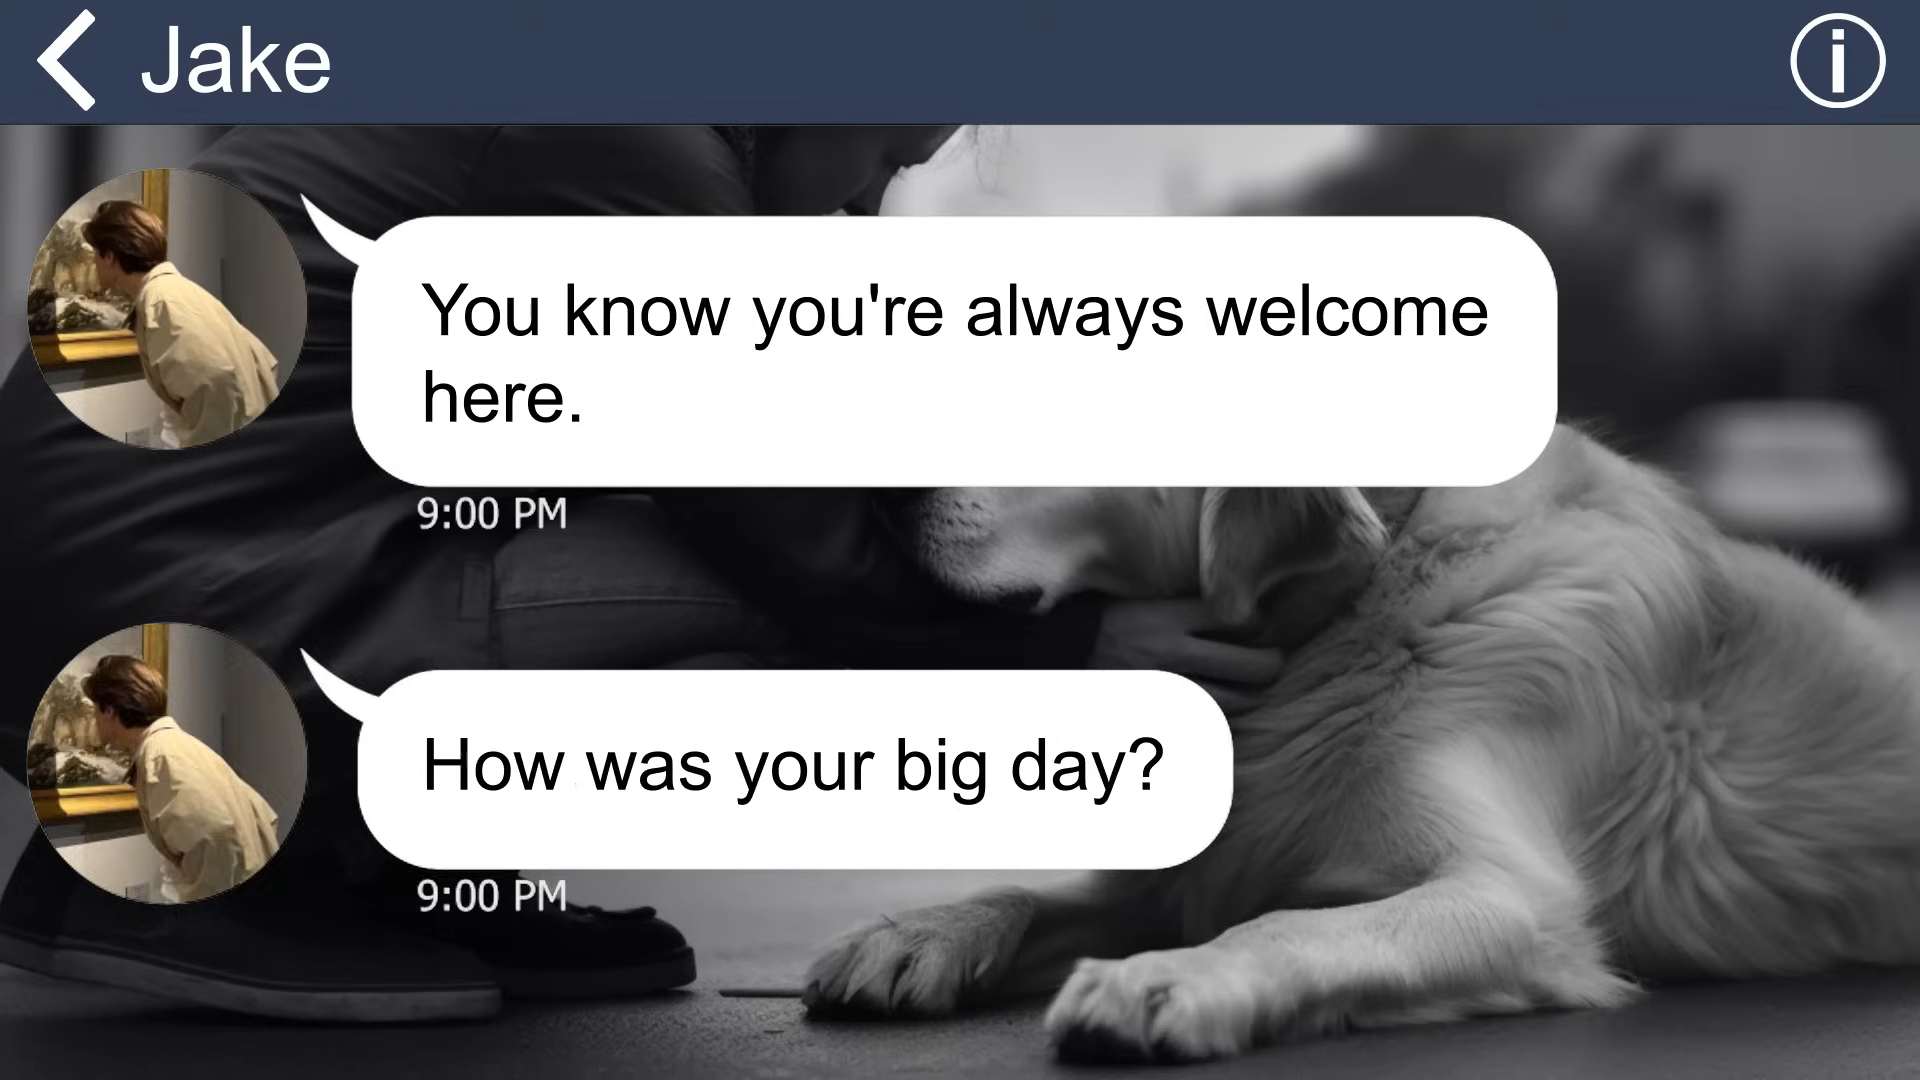 Jake
You know you're always welcome
here.
9:00 PM
How was your big day?
9:00 PM